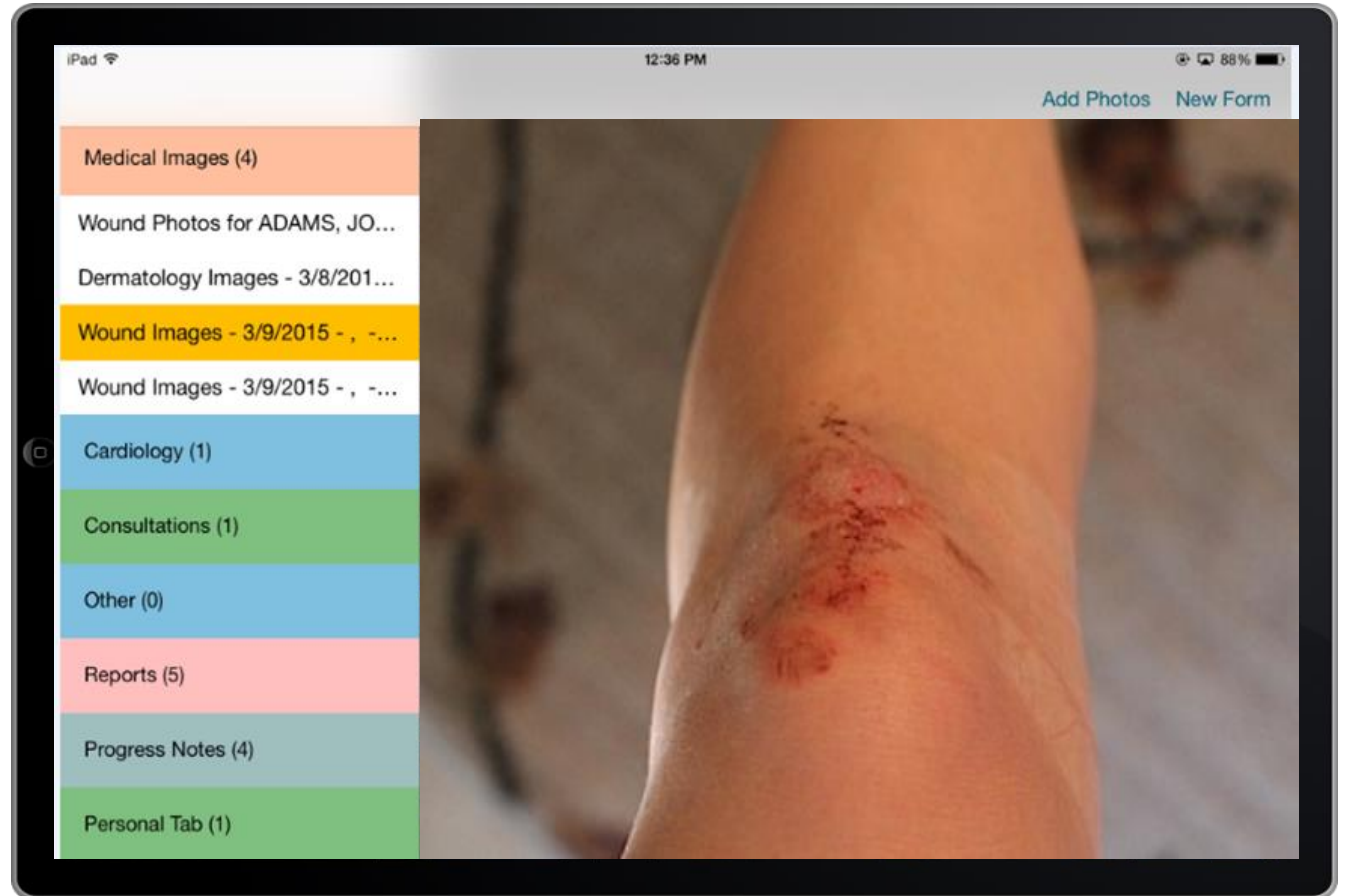 iPad 12:36 PM 88%
Add Photos New Form
Medical Images (4)
Wound Photos for ADAMS, JO...
Dermatology Images - 3/8/201...
Wound Images - 3/9/2015 - , -...
Wound Images - 3/9/2015 - , -...
Cardiology (1)
Consultations (1)
Other (0)
Reports (5)
Progress Notes (4)
Personal Tab (1)